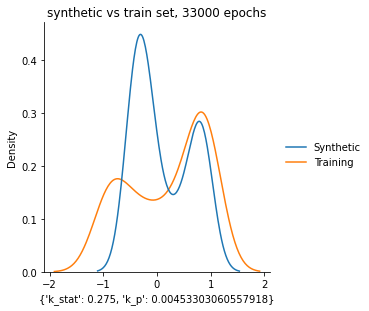 synthetic vs train set, 33000 epochs
Density
0.4
0.3
0.2
0.1
0.0
−2
−1
0
1
2
{'k_stat': 0.275, 'k_p': 0.00453303060557918}
Synthetic
Training